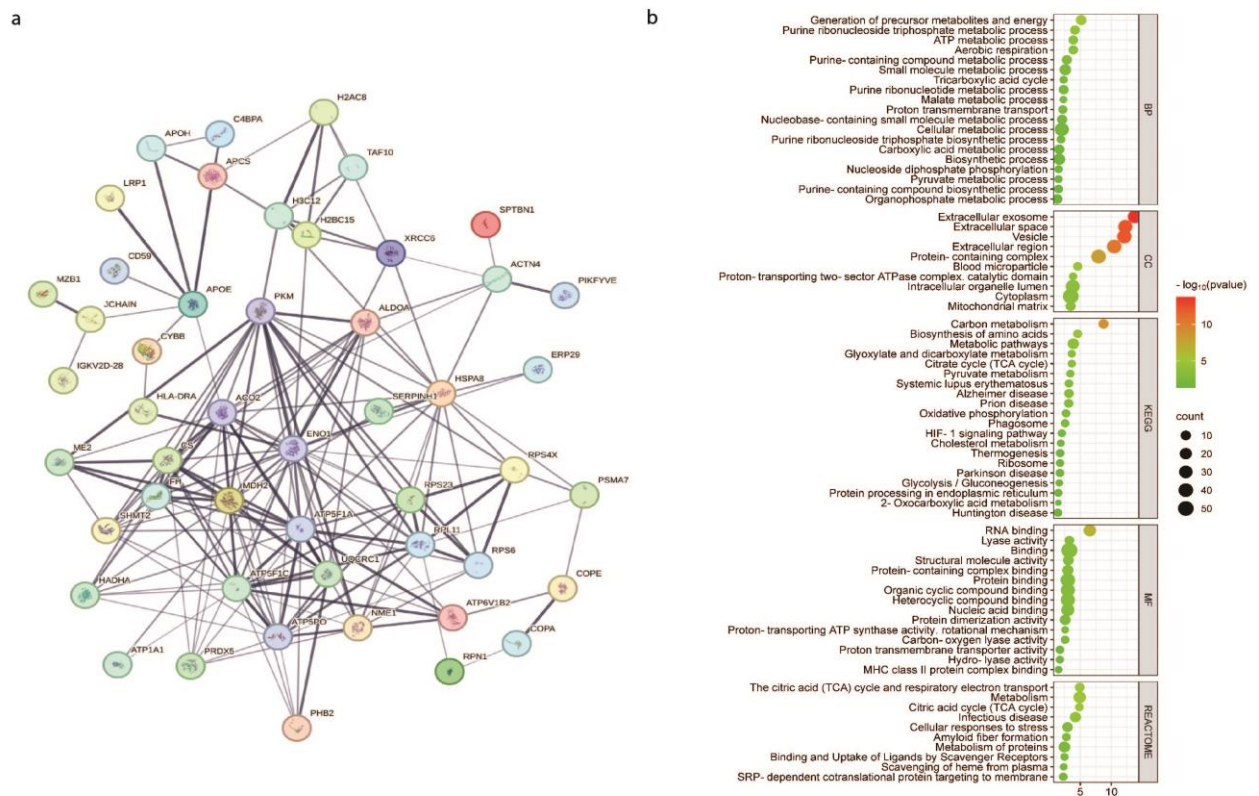 a
H2AC8
C4BPA
APOH
TAF10
APCS
LRP1
H3C12
SPTBN1
H2BC15
XRCC6
CD59
ACTN4
PIKFYVE
MZB1
APOE
PKM
JCHAIN
ALDOA
CYBB
ERP29
IGKV2D-28
HSPA8
HLA-DRA
ACO2
SERPINH1
ENO1
ME2
CS
RPS4X
FH
MDH2
RPS23
PSMA7
SHMT2
ATP5F1A
RPL11
UQCRC1
RPS6
HADHA
ATP5F1C
COPE
ATP6V1B2
NME1
ATP5PO
COPA
ATP1A1
PRDX5
RPN1
PHB2
b
Generation of precursor metabolites and energy
Purine ribonucleoside triphosphate metabolic process
ATP metabolic process
Aerobic respiration
Purine- containing compound metabolic process
Small molecule metabolic process
Tricarboxylic acid cycle
Purine ribonucleotide metabolic process
Malate metabolic process
Proton transmembrane transport
Nucleobase- containing small molecule metabolic process
Cellular metabolic process
Purine ribonucleoside triphosphate biosynthetic process
Carboxylic acid metabolic process
Biosynthetic process
Nucleoside diphosphate phosphorylation
Pyruvate metabolic process
Purine- containing compound biosynthetic process
Organophosphate metabolic process
BP
Extracellular exosome
Extracellular space
Vesicle
Extracellular region
Protein- containing complex
Blood microparticle
Proton- transporting two- sector ATPase complex. catalytic domain
Intracellular organelle lumen
Cytoplasm
Mitochondrial matrix
CC
Carbon metabolism
Biosynthesis of amino acids
Metabolic pathways
Glyoxylate and dicarboxylate metabolism
Citrate cycle (TCA cycle)
Pyruvate metabolism
Systemic lupus erythematosus
Alzheimer disease
Prion disease
Oxidative phosphorylation
Phagosome
HIF- 1 signaling pathway
Cholesterol metabolism
Thermogenesis
Ribosome
Parkinson disease
Glycolysis / Gluconeogenesis
Protein processing in endoplasmic reticulum
2- Oxocarboxylic acid metabolism
Huntington disease
KEGG
RNA binding
Lyase activity
Binding
Structural molecule activity
Protein- containing complex binding
Protein binding
Organic cyclic compound binding
Heterocyclic compound binding
Nucleic acid binding
Protein dimerization activity
Proton- transporting ATP synthase activity. rotational mechanism
Carbon- oxygen lyase activity
Proton transmembrane transporter activity
Hydro- lyase activity
MHC class II protein complex binding
MF
The citric acid (TCA) cycle and respiratory electron transport
Metabolism
Citric acid cycle (TCA cycle)
Infectious disease
Cellular responses to stress
Amyloid fiber formation
Metabolism of proteins
Binding and Uptake of Ligands by Scavenger Receptors
Scavenging of heme from plasma
SRP- dependent cotranslational protein targeting to membrane
REACTOME
5 10
- log10(pvalue)
10
5
count
10
20
30
40
50